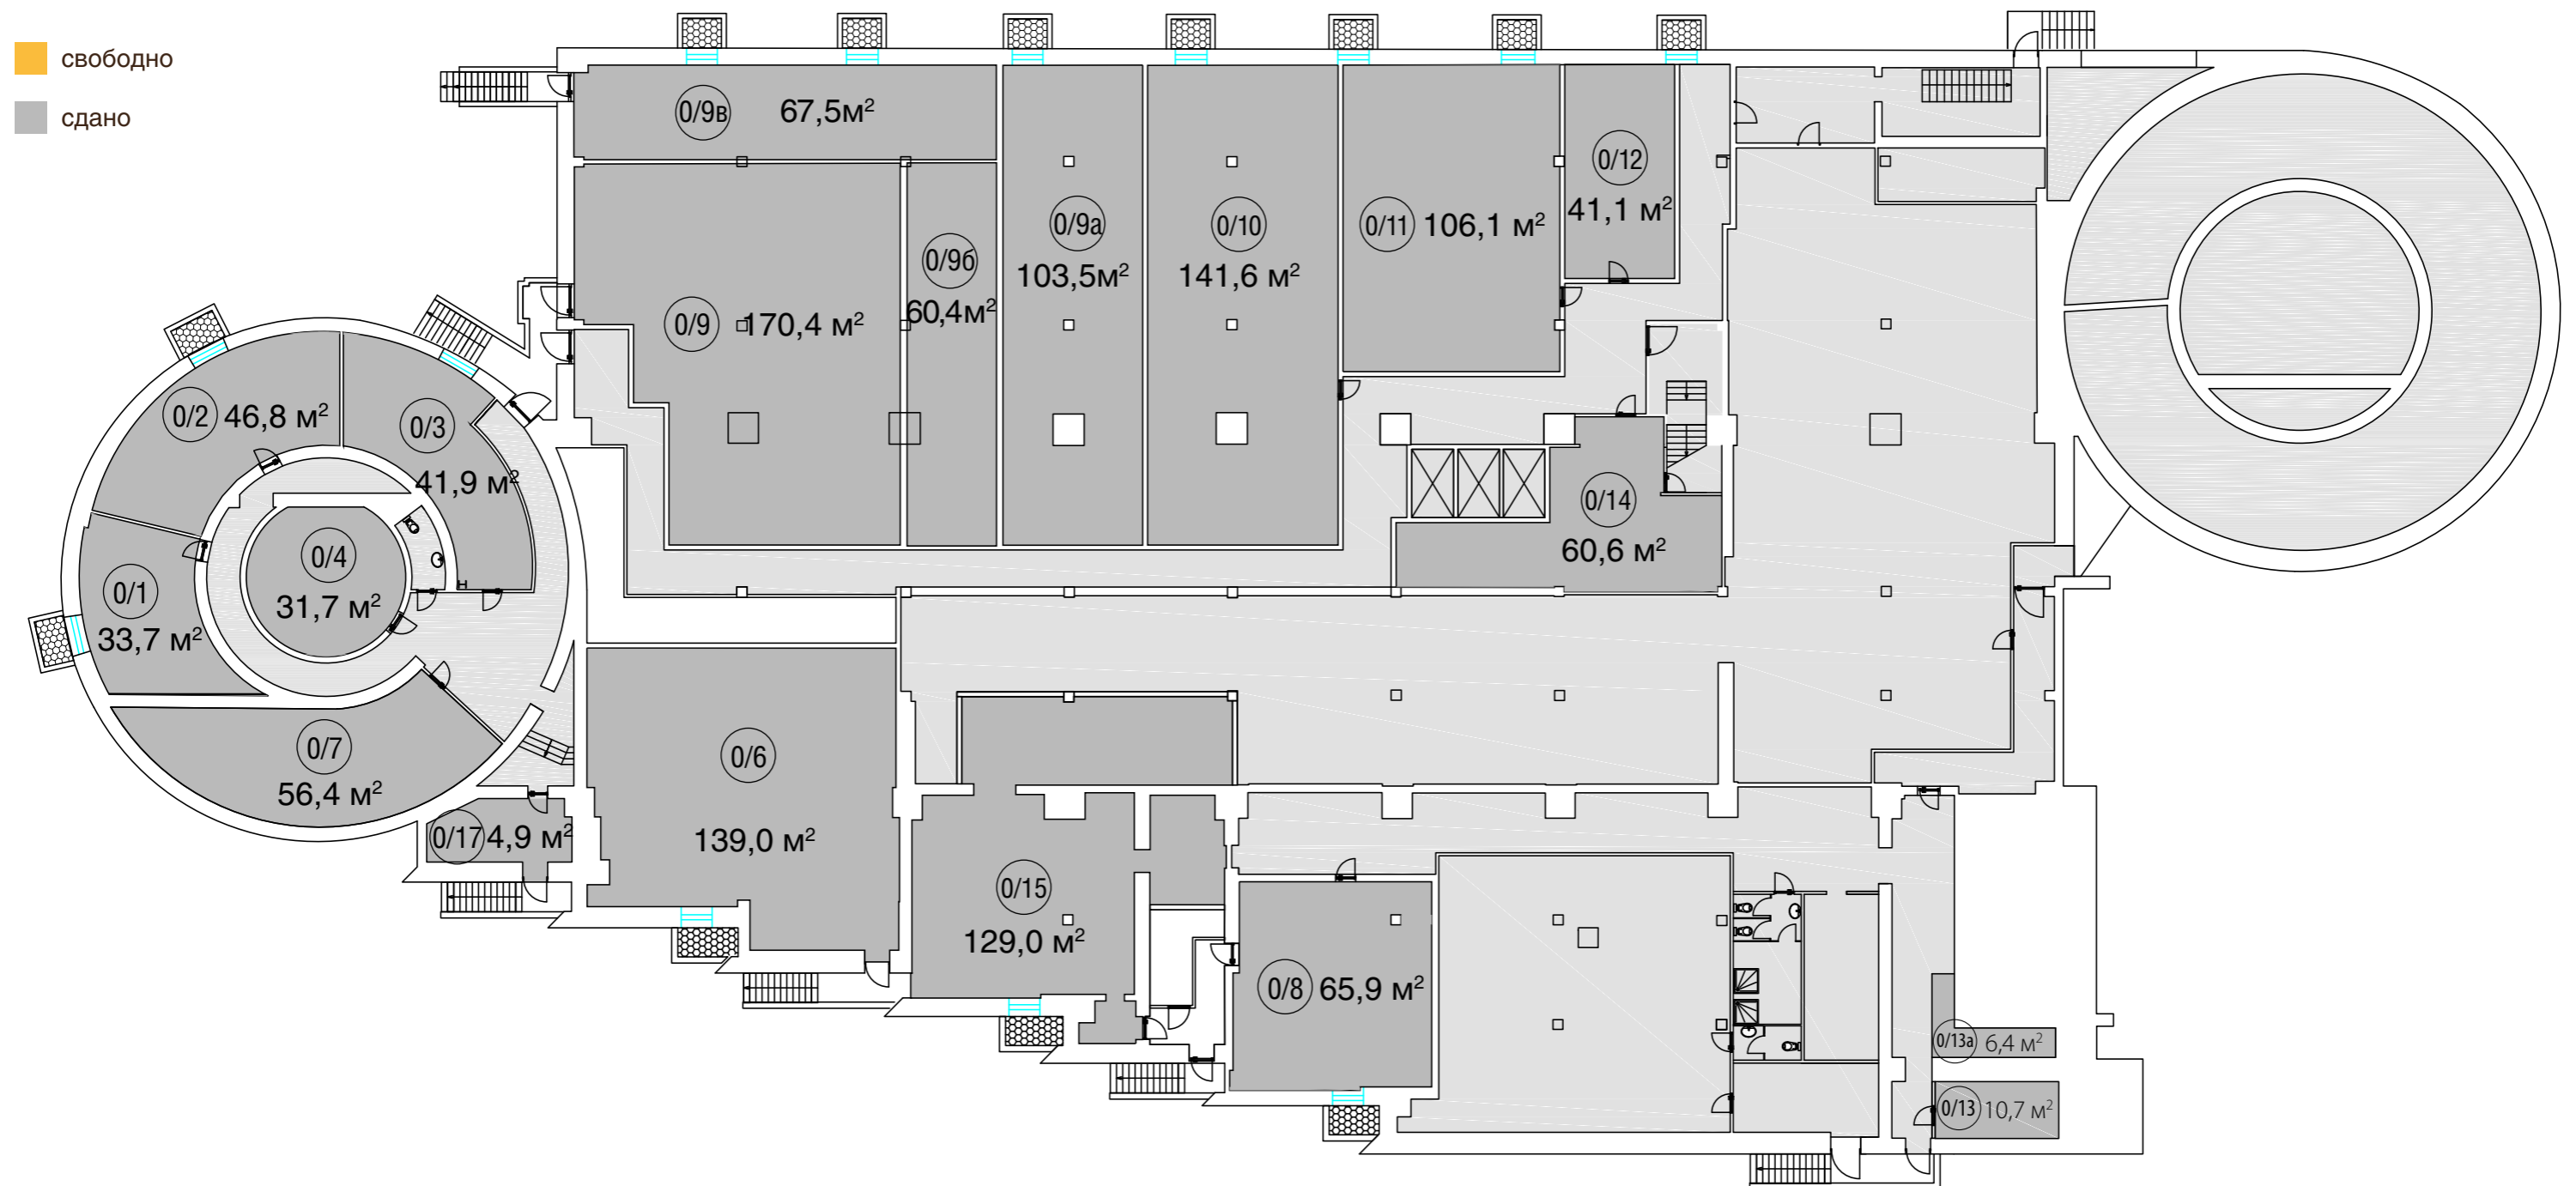 свободно
сдано
0/9в 67,5м²
0/12
41,1 м²
0/9а
103,5м²
0/10
141,6 м²
0/11 106,1 м²
0/9б
60,4м²
0/9 170,4 м²
0/2 46,8 м²
0/3
41,9 м²
0/14
60,6 м²
0/4
31,7 м²
0/1
33,7 м²
0/7
56,4 м²
0/6
139,0 м²
0/17 4,9 м²
0/15
129,0 м²
0/8 65,9 м²
0/13а 6,4 м²
0/13 10,7 м²